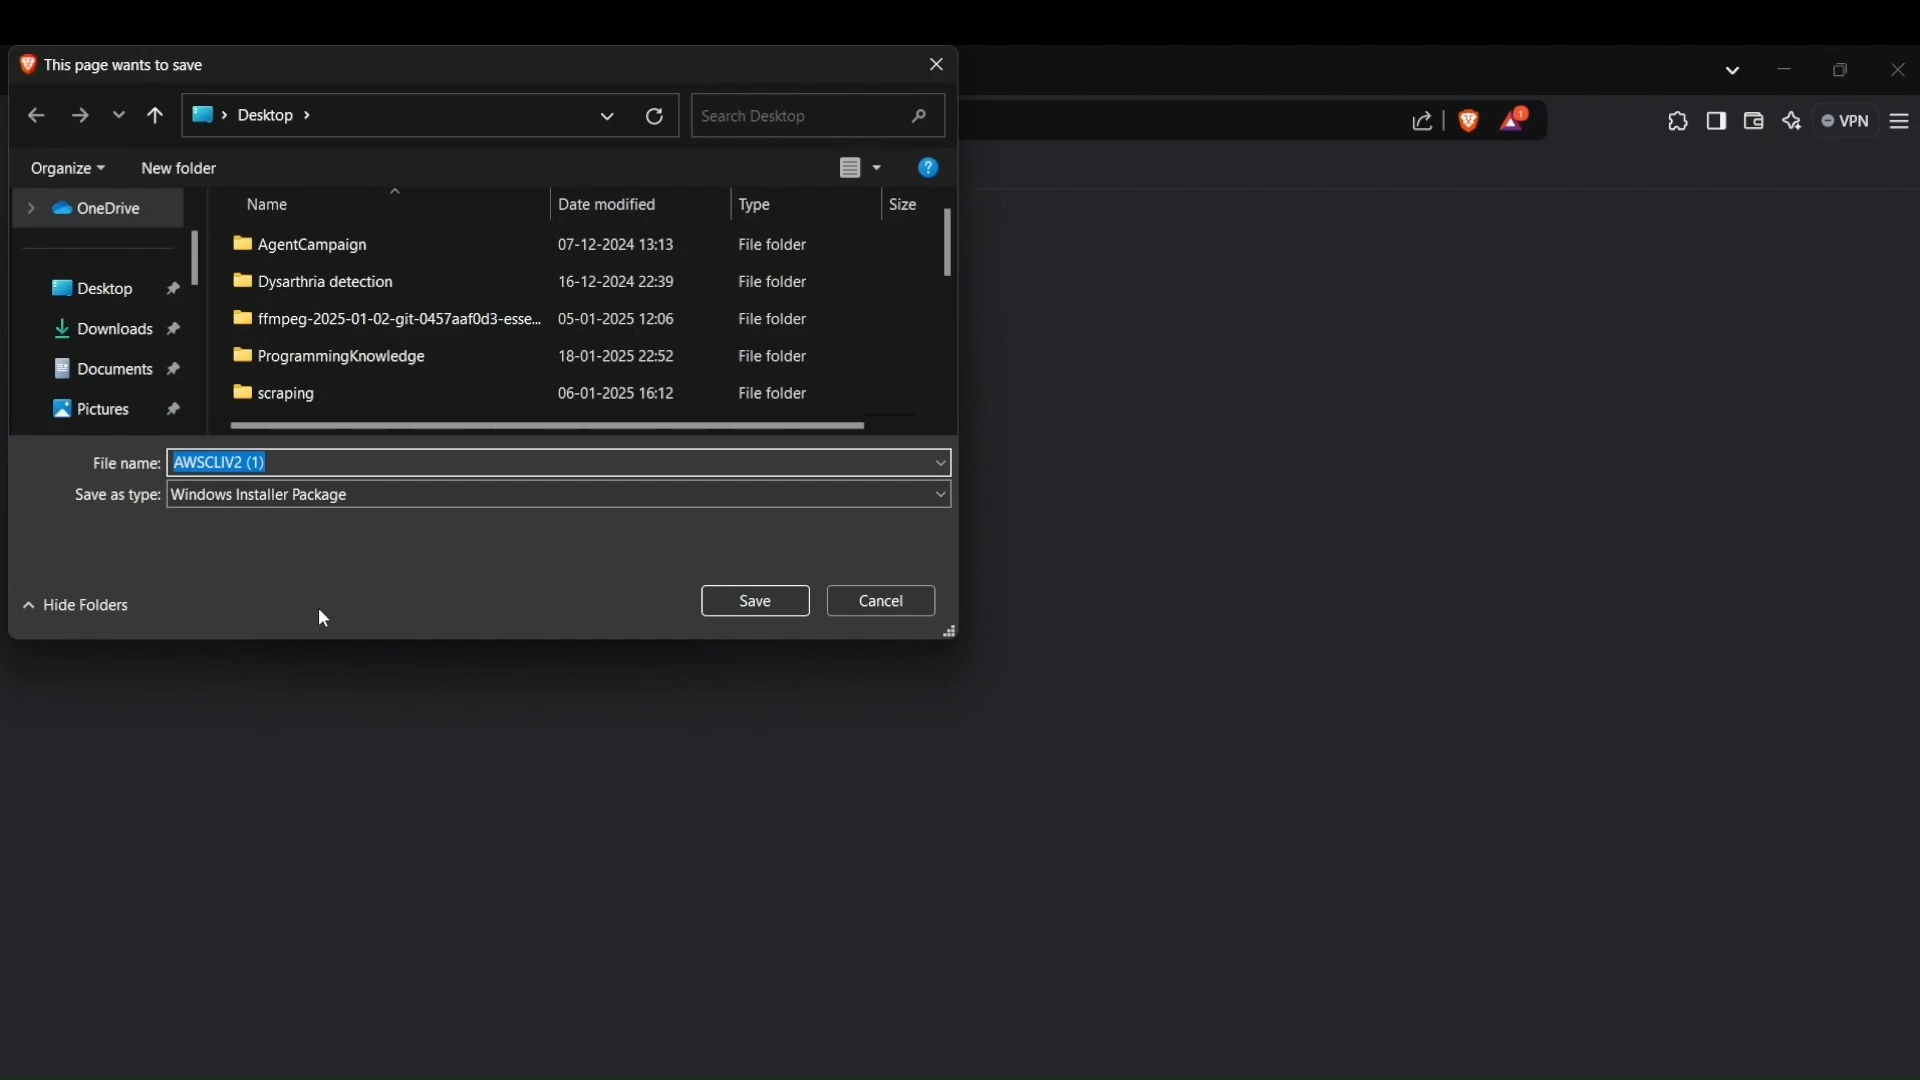 This page wants to save
Desktop
Search Desktop
VPN
Organize
New folder
OneDrive
Desktop
Downloads
Documents
Pictures
Name Date modified Type Size
AgentCampaign 07-12-2024 13:13 File folder
Dysarthria detection 16-12-2024 22:39 File folder
ffmpeg-2025-01-02-git-0457aaf0d3-esse... 05-01-2025 12:06 File folder
ProgrammingKnowledge 18-01-2025 22:52 File folder
scraping 06-01-2025 16:12 File folder
File name: AWSCLIV2 (1)
Save as type: Windows Installer Package
Hide Folders
Save
Cancel
1